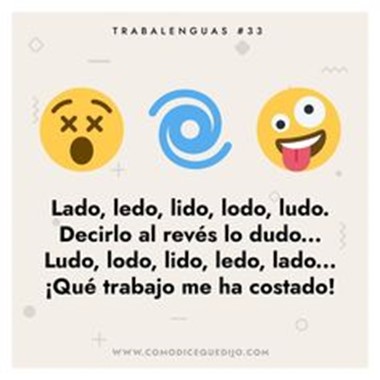 TRABALENGUAS #33
Lado, ledo, lido, lodo, ludo.
Decirlo al revés lo dudo...
Ludo, lodo, lido, ledo, lado...
¡Qué trabajo me ha costado!
WWW.COMODICEQUEDIJO.COM